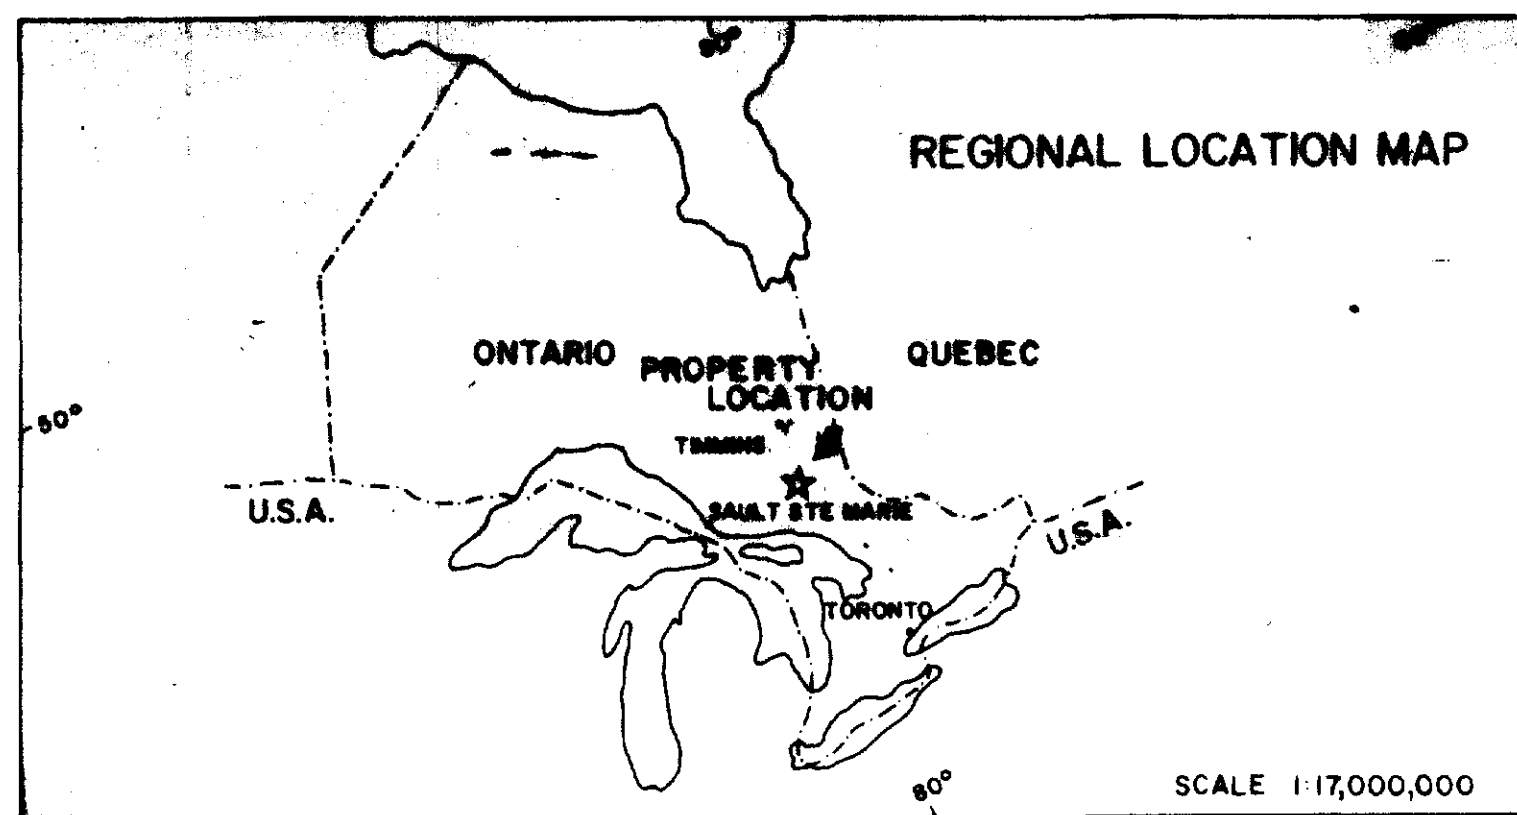 80°
REGIONAL LOCATION MAP
ONTARIO
PROPERTY
LOCATION
QUEBEC
50°
TIMMINS
SAULT STE MARIE
U.S.A.
U.S.A.
TORONTO
80°
SCALE 1:17,000,000